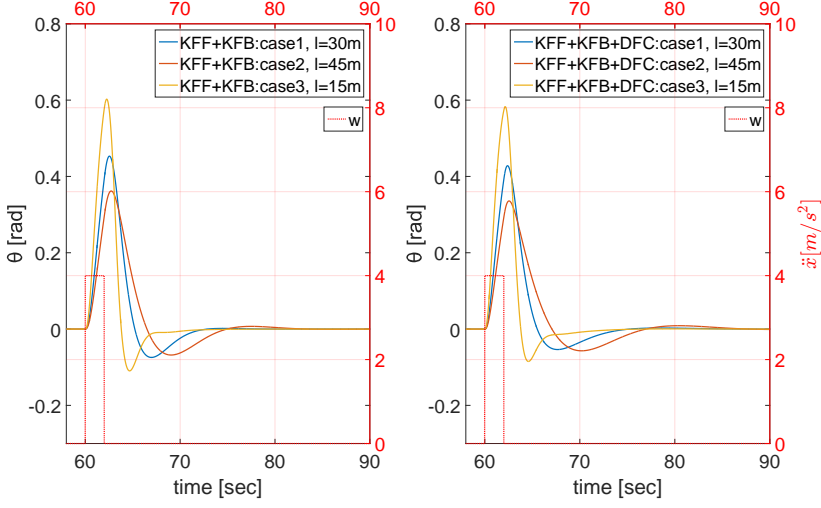 60 70 80 90
60 70 80 90
0.8
0.6
0.4
0.2
0
-0.2
θ [rad]
KFF+KFB:case1, l=30m
KFF+KFB:case2, l=45m
KFF+KFB:case3, l=15m
w
10
8
6
4
2
0
60 70 80 90
time [sec]
0.8
0.6
0.4
0.2
0
-0.2
θ [rad]
KFF+KFB+DFC:case1, l=30m
KFF+KFB+DFC:case2, l=45m
KFF+KFB+DFC:case3, l=15m
w
10
8
6
4
2
0
ẍ[m/s²]
60 70 80 90
time [sec]